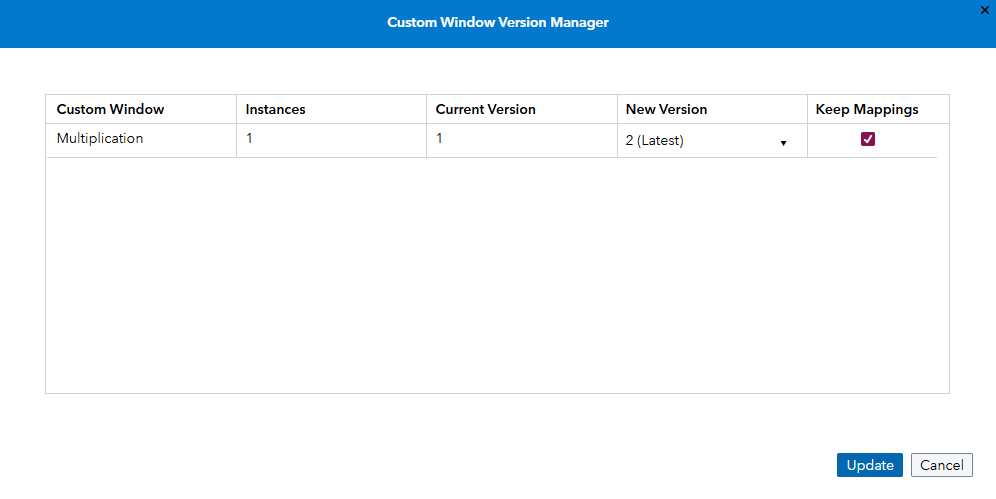 Custom Window Version Manager
Custom Window Instances Current Version New Version Keep Mappings
Multiplication 1 1 2 (Latest)
Update Cancel